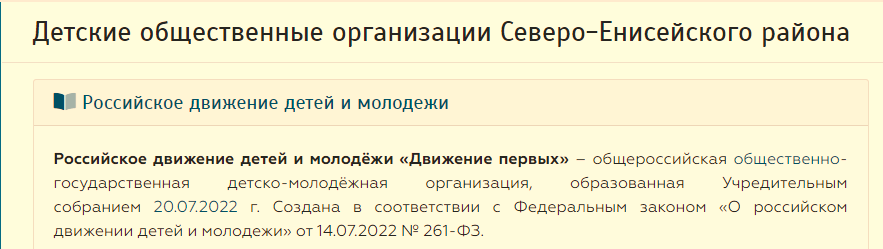 Детские общественные организации Северо-Енисейского района
Российское движение детей и молодежи
Российское движение детей и молодёжи «Движение первых» – общероссийская общественно-
государственная детско-молодёжная организация, образованная Учредительным
собранием 20.07.2022 г. Создана в соответствии с Федеральным законом «О российском
движении детей и молодежи» от 14.07.2022 № 261-ФЗ.